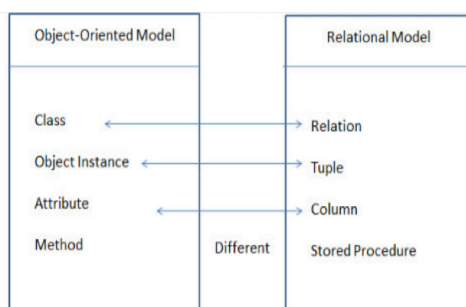 Object-Oriented Model
Relational Model
Class
Relation
Object Instance
Tuple
Attribute
Column
Method
Different
Stored Procedure